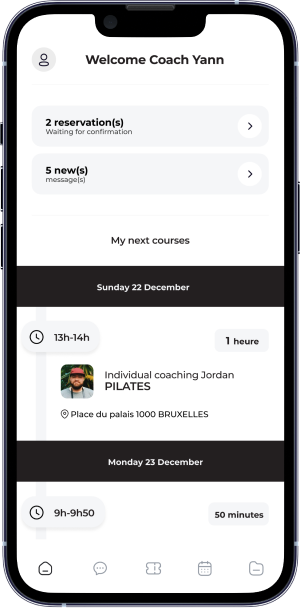 Welcome Coach Yann
2 reservation(s)
Waiting for confirmation
5 new(s)
message(s)
My next courses
Sunday 22 December
13h-14h
1 heure
Individual coaching Jordan
PILATES
Place du palais 1000 BRUXELLES
Monday 23 December
9h-9h50
50 minutes